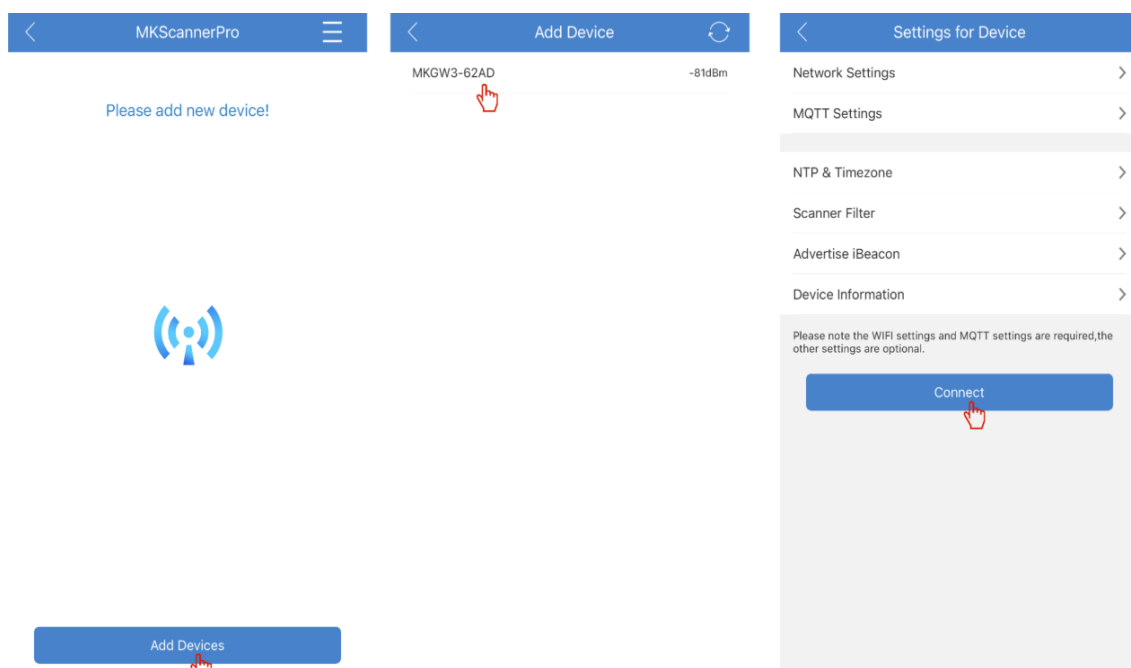 MKScannerPro
Please add new device!
Add Devices
Add Device
MKGW3-62AD -81dBm
Settings for Device
Network Settings
MQTT Settings
NTP & Timezone
Scanner Filter
Advertise iBeacon
Device Information
Please note the WIFI settings and MQTT settings are required,the
other settings are optional.
Connect